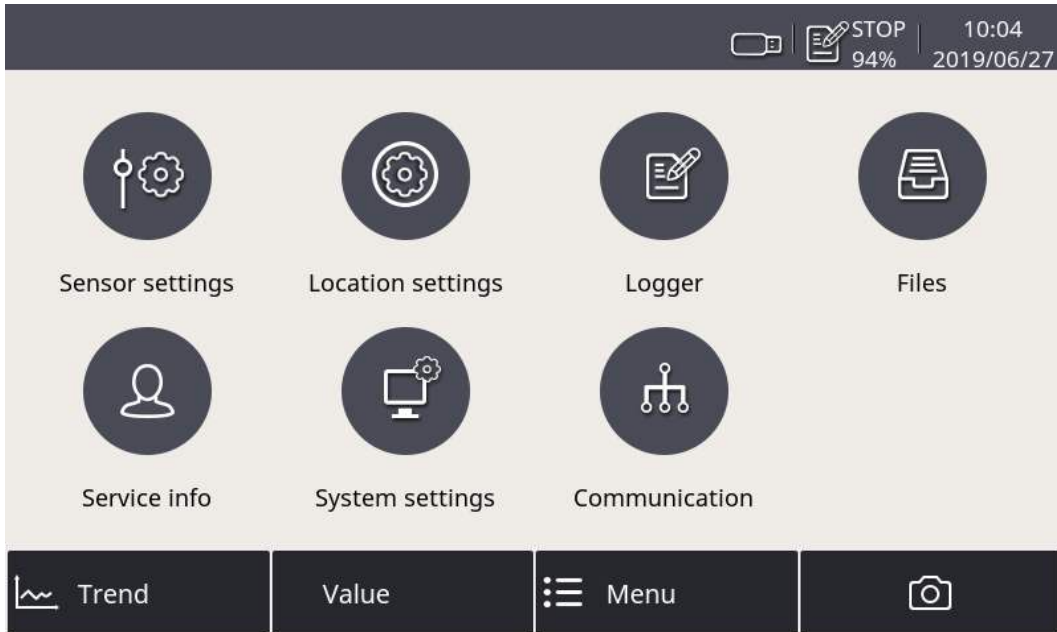 STOP 10:04
94% 2019/06/27
Sensor settings Location settings Logger Files
Service info System settings Communication
Trend Value Menu